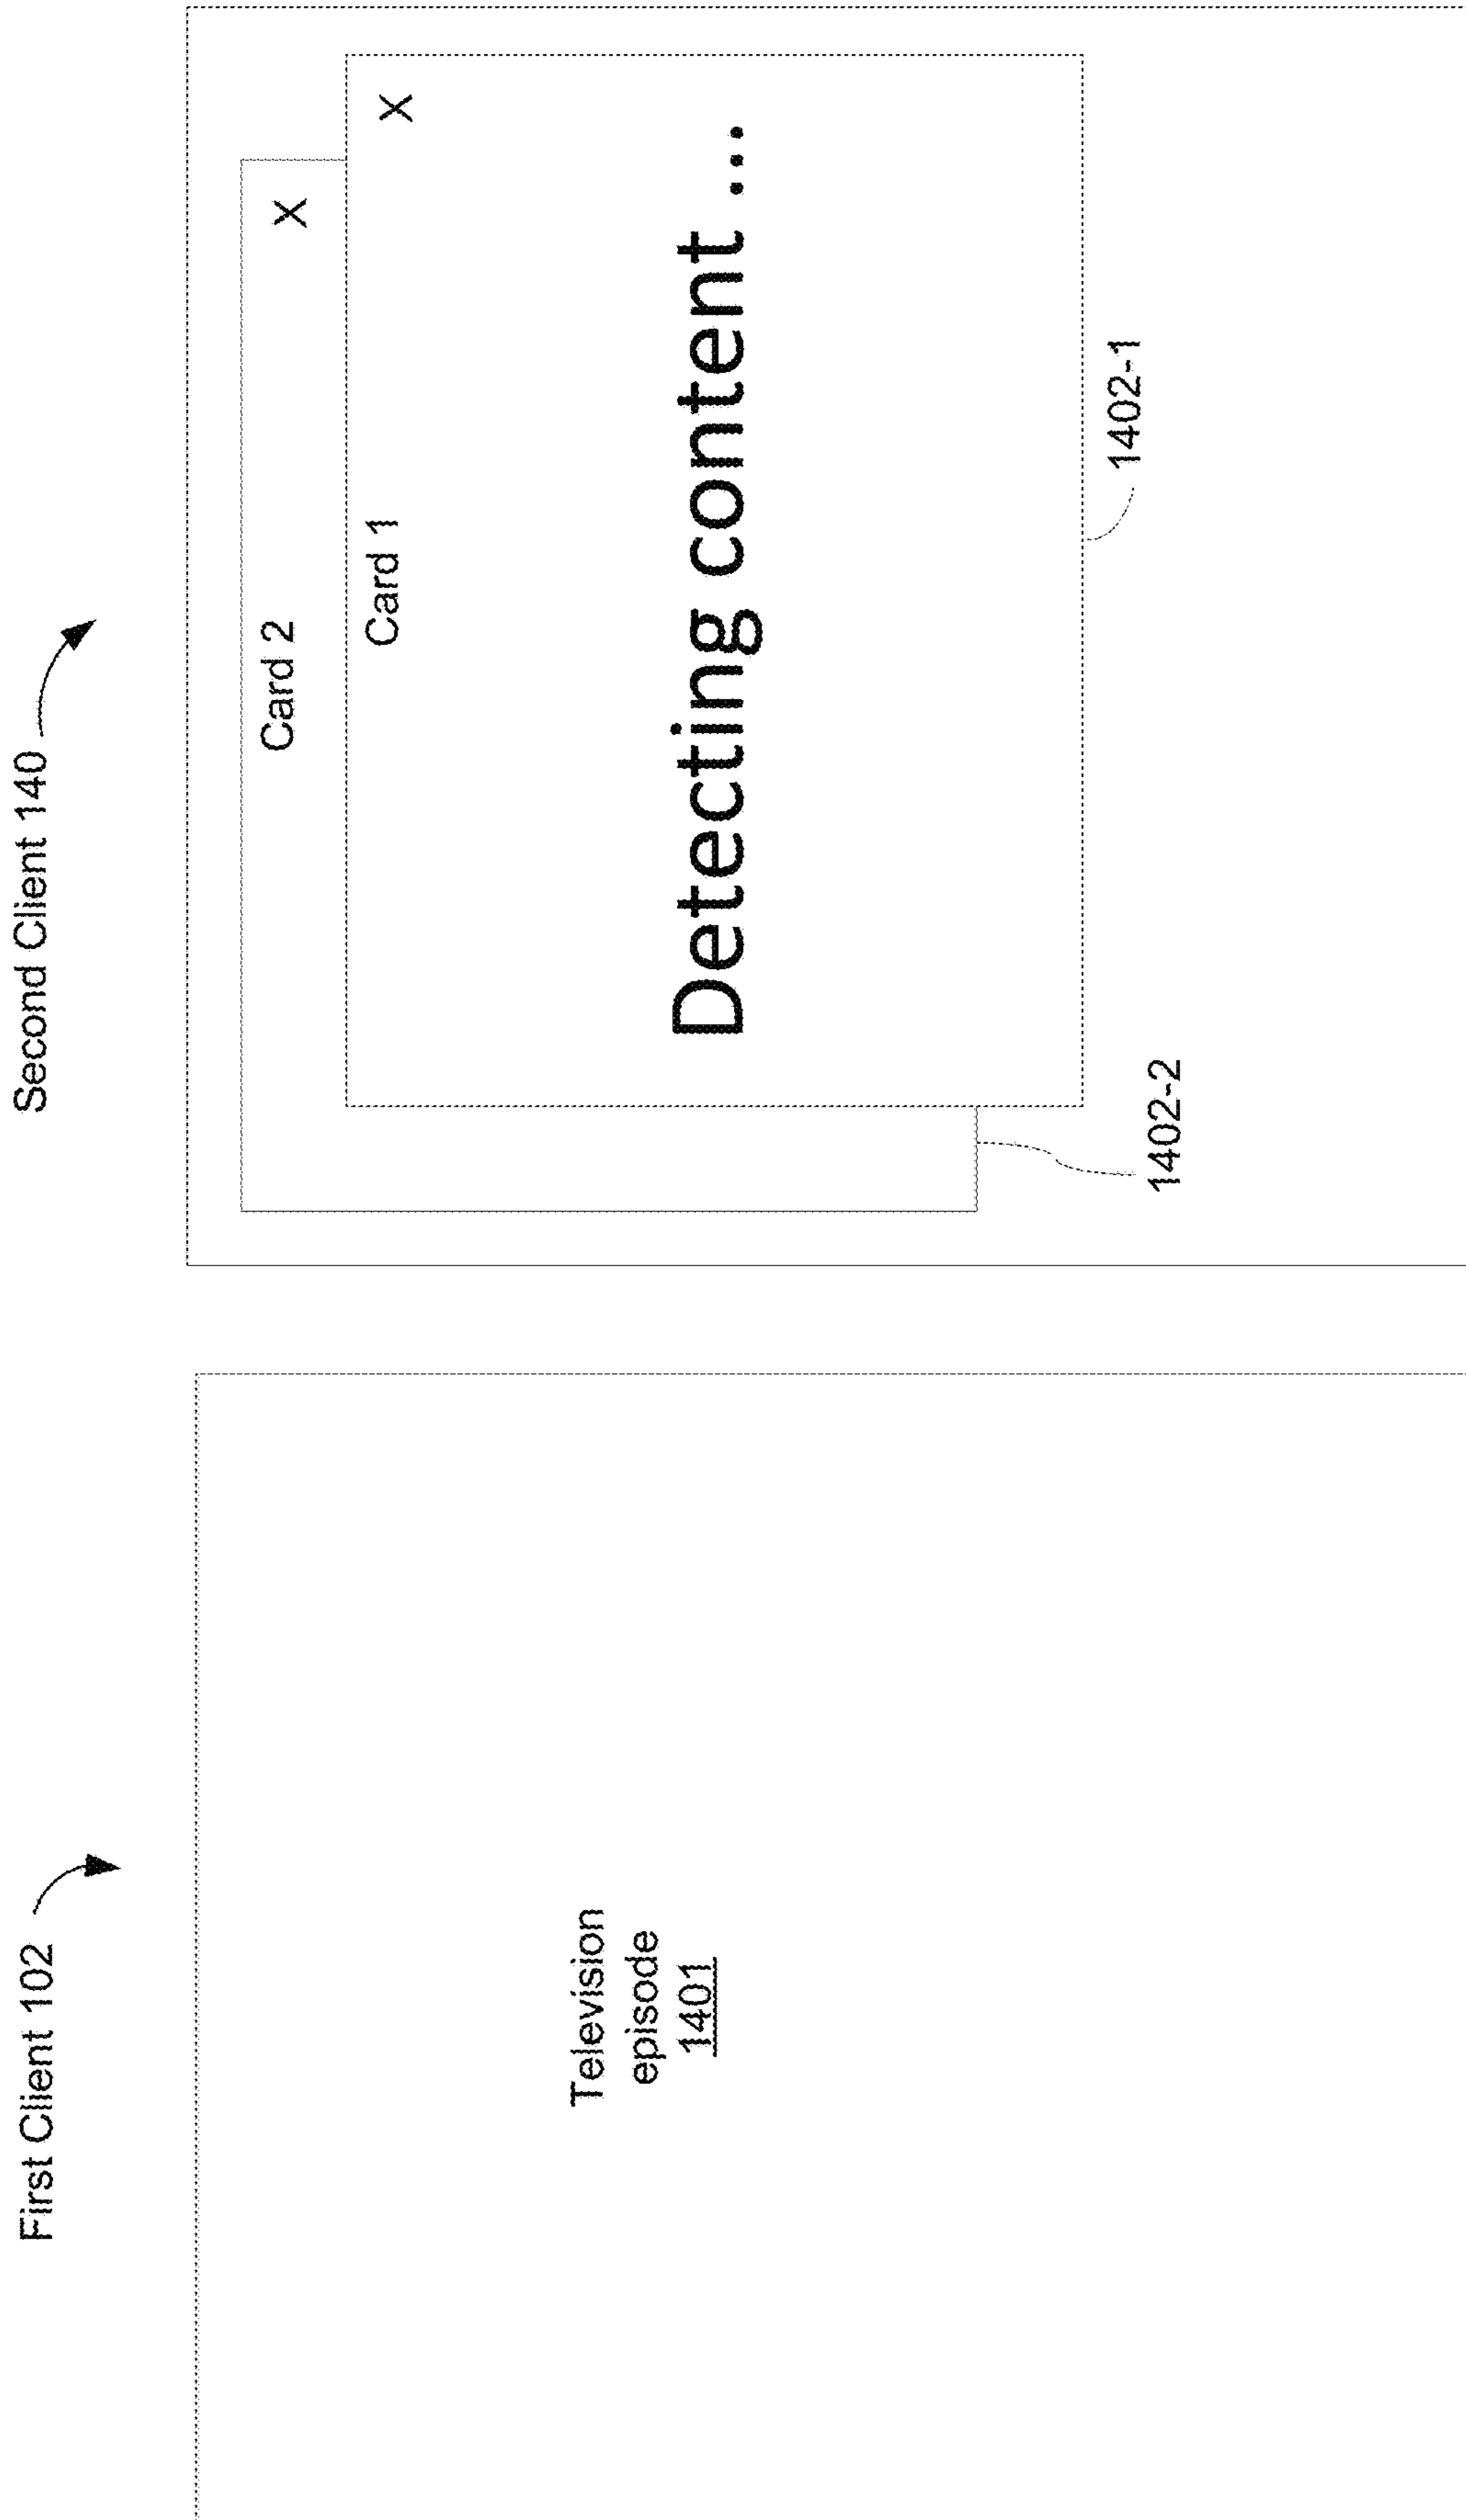 First Client 102
Television
episode
1401
Second Client 140
Card 2
X
Card 1
X
Detecting content ...
1402-1
1402-2